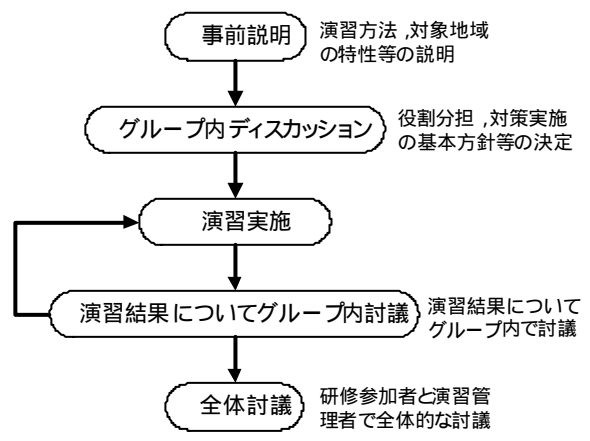 事前説明
演習方法,対象地域
の特性等の説明
グループ内ディスカッション
役割分担,対策実施
の基本方針等の決定
演習実施
演習結果についてグループ内討議
演習結果について
グループ内で討議
全体討議
研修参加者と演習管
理者で全体的な討議